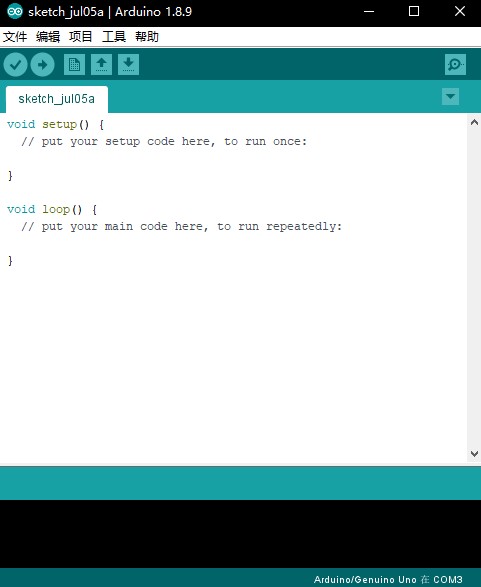 sketch_jul05a | Arduino 1.8.9
文件 编辑 项目 工具 帮助
sketch_jul05a
void setup() {
  // put your setup code here, to run once:

}

void loop() {
  // put your main code here, to run repeatedly:

}
Arduino/Genuino Uno 在 COM3